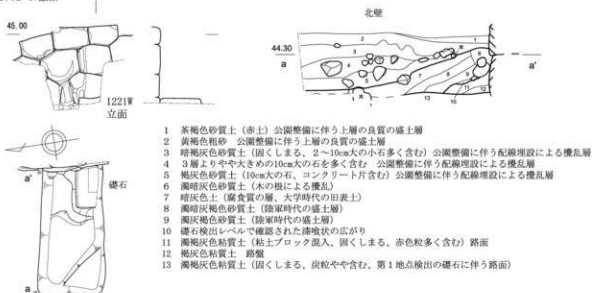 45.00
1221W
立面
北壁
44.30
a
a'
a'
礎石
a
1 茶褐色砂質土（赤土）公園整備に伴う上層の良質の盛土層
2 黄褐色粗砂 公園整備に伴う上層の良質の盛土層
3 暗褐灰色砂質土（固くしまる、2～10cm大の小石多く含む）公園整備に伴う配線埋設による攪乱層
4 3層よりやや大きめの10cm大の石を多く含む 公園整備に伴う配線埋設による攪乱層
5 褐灰色砂質土（10cm大の石、コンクリート片含む）公園整備に伴う配線埋設による攪乱層
6 濁暗灰色砂質土（木の根による攪乱）
7 暗灰色土（腐食質の層、大学時代の旧表土）
8 濁暗灰褐色砂質土（陸軍時代の盛土層）
9 濁灰褐色砂質土（陸軍時代の盛土層）
10 礎石検出レベルで確認された漆喰状の広がり
11 濁褐灰色粘質土（粘土ブロック混入、固くしまる、赤色粒多く含む）路面
12 褐灰色粘質土 路盤
13 濁褐灰色粘質土（固くしまる、炭粒やや含む、第1地点検出の礎石に伴う路面）